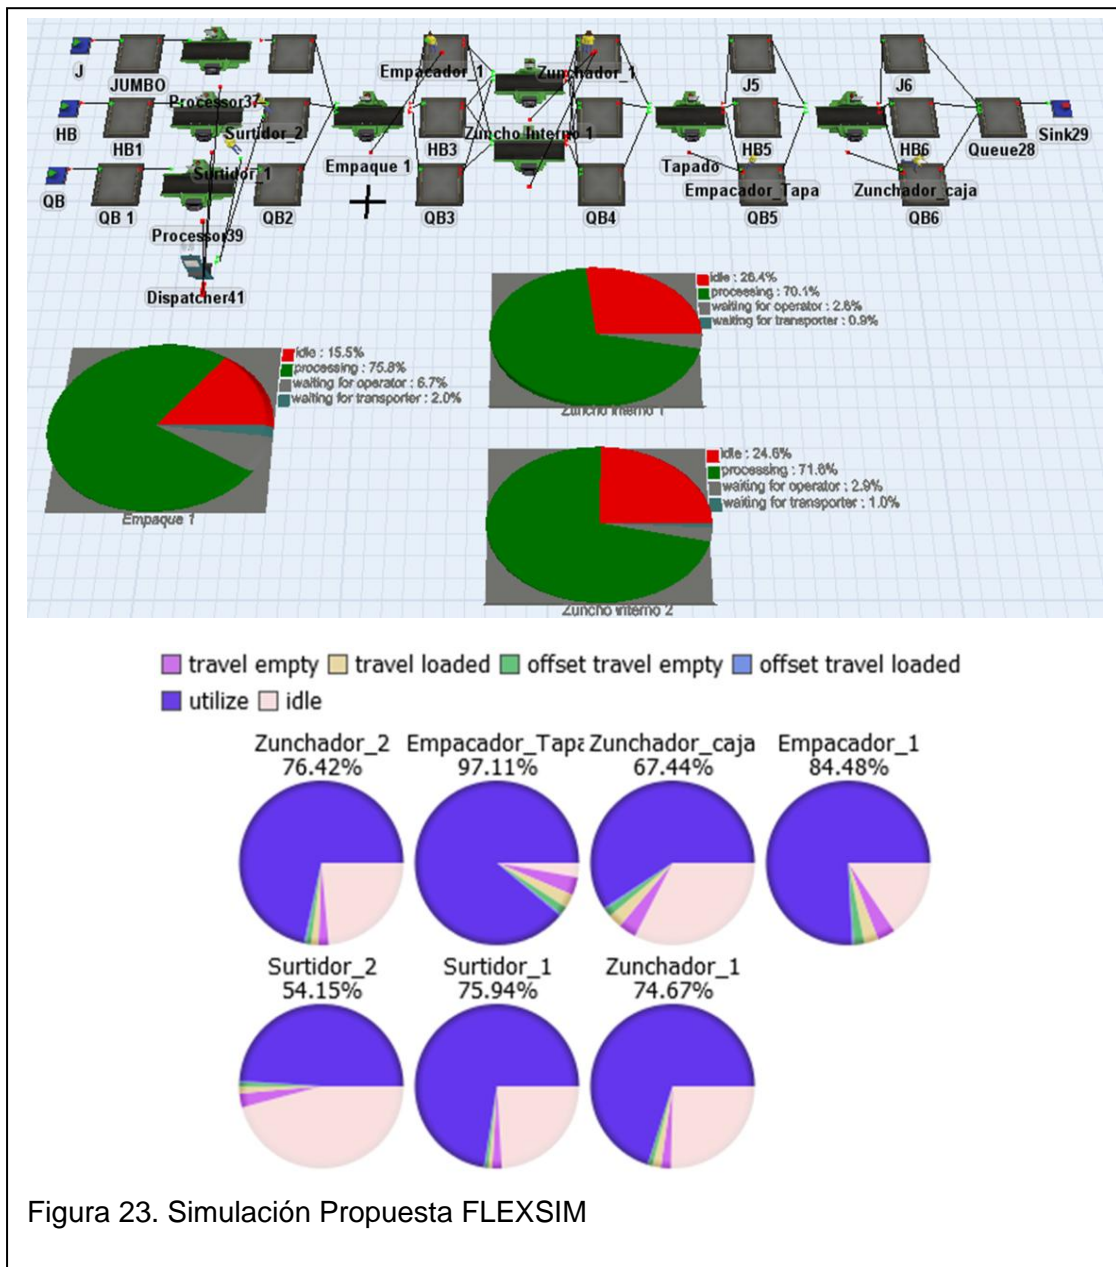 J
JUMBO
Empacador_1
Zunchador_1
J5
J6
HB
HB1
Processor37
Surtidor_2
Empaque 1
HB3
Zuncho Interno 1
Tapado
HB5
HB6
Queue28
Sink29
QB
QB 1
Surtidor_1
QB2
QB3
QB4
Empacador_Tapa
QB5
Zunchador_caja
QB6
Processor39
Dispatcher41
idle : 26.4%
processing : 70.1%
waiting for operator : 2.6%
waiting for transporter : 0.9%
Zuncho Interno 1
idle : 15.5%
processing : 75.8%
waiting for operator : 6.7%
waiting for transporter : 2.0%
Empaque 1
idle : 24.6%
processing : 71.6%
waiting for operator : 2.9%
waiting for transporter : 1.0%
Zuncho Interno 2
travel empty travel loaded offset travel empty offset travel loaded
utilize idle
Zunchador_2 Empacador_Tapa Zunchador_caja Empacador_1
76.42% 97.11% 67.44% 84.48%
Surtidor_2 Surtidor_1 Zunchador_1
54.15% 75.94% 74.67%
Figura 23. Simulación Propuesta FLEXSIM